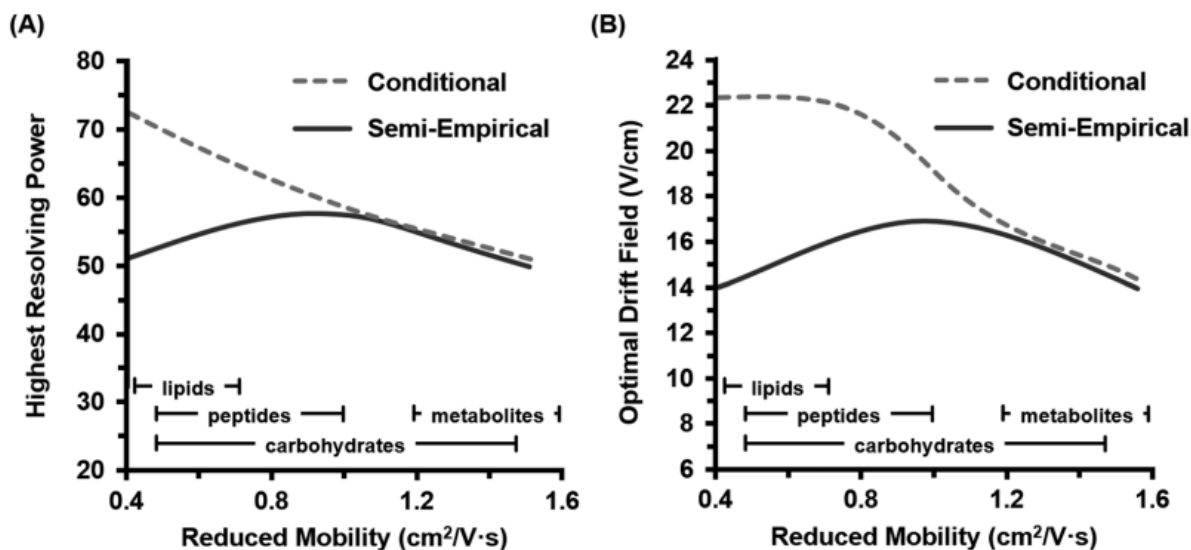 (A)
Highest Resolving Power
80
70
60
50
40
30
20
Conditional
Semi-Empirical
lipids
peptides
metabolites
carbohydrates
0.4 0.8 1.2 1.6
Reduced Mobility (cm²/V·s)
(B)
Optimal Drift Field (V/cm)
24
22
20
18
16
14
12
10
8
6
Conditional
Semi-Empirical
lipids
peptides
metabolites
carbohydrates
0.4 0.8 1.2 1.6
Reduced Mobility (cm²/V·s)